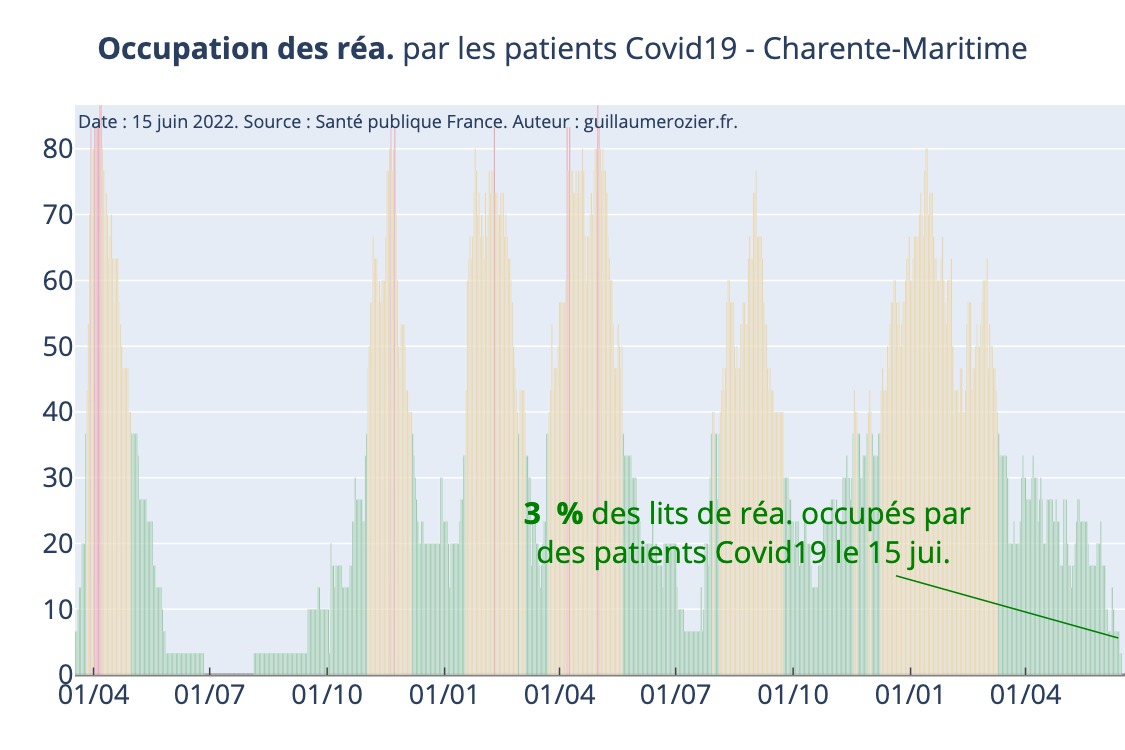 Occupation des réa. par les patients Covid19 - Charente-Maritime
Date : 15 juin 2022. Source : Santé publique France. Auteur : guillaumerozier.fr.
80
70
60
50
40
30
20
10
0
3 % des lits de réa. occupés par
des patients Covid19 le 15 jui.
01/04 01/07 01/10 01/01 01/04 01/07 01/10 01/01 01/04